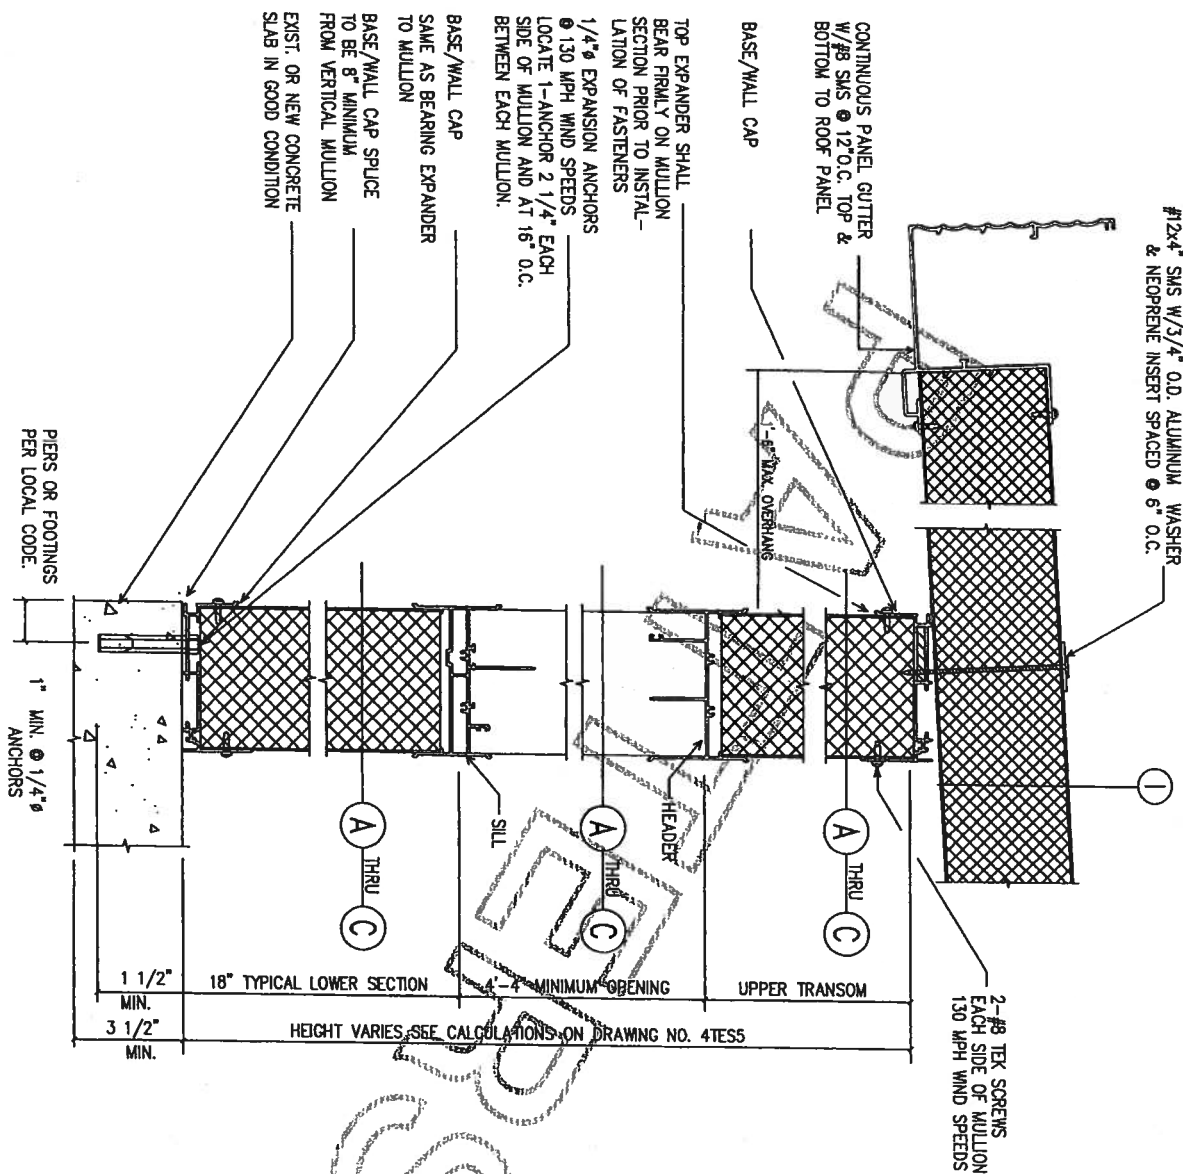 #12x4" SMS W/3/4" O.D. ALUMINUM WASHER
& NEOPRENE INSERT SPACED @ 6" O.C.
CONTINUOUS PANEL GUTTER
W/#8 SMS @ 12"O.C. TOP &
BOTTOM TO ROOF PANEL
BASE/WALL CAP
TOP EXPANDER SHALL
BEAR FIRMLY ON MULLION
SECTION PRIOR TO INSTAL-
LATION OF FASTENERS
1/4"ø EXPANSION ANCHORS
@ 130 MPH WIND SPEEDS
LOCATE 1-ANCHOR 2 1/4" EACH
SIDE OF MULLION AND AT 16" O.C.
BETWEEN EACH MULLION.
BASE/WALL CAP
SAME AS BEARING EXPANDER
TO MULLION
BASE/WALL CAP SPLICE
TO BE 8" MINIMUM
FROM VERTICAL MULLION
EXIST. OR NEW CONCRETE
SLAB IN GOOD CONDITION
PIERS OR FOOTINGS
PER LOCAL CODE.
1" MIN. @ 1/4"ø
ANCHORS
1'-6" MAX. OVERHANG
I
HEADER
SILL
A THRU C
A THRU C
A THRU C
2-#8 TEK SCREWS
EACH SIDE OF MULLION
130 MPH WIND SPEEDS
1 1/2"
MIN.
18" TYPICAL LOWER SECTION
4'-4" MINIMUM OPENING
UPPER TRANSOM
3 1/2"
MIN.
HEIGHT VARIES SEE CALCULATIONS ON DRAWING NO. 4TES5